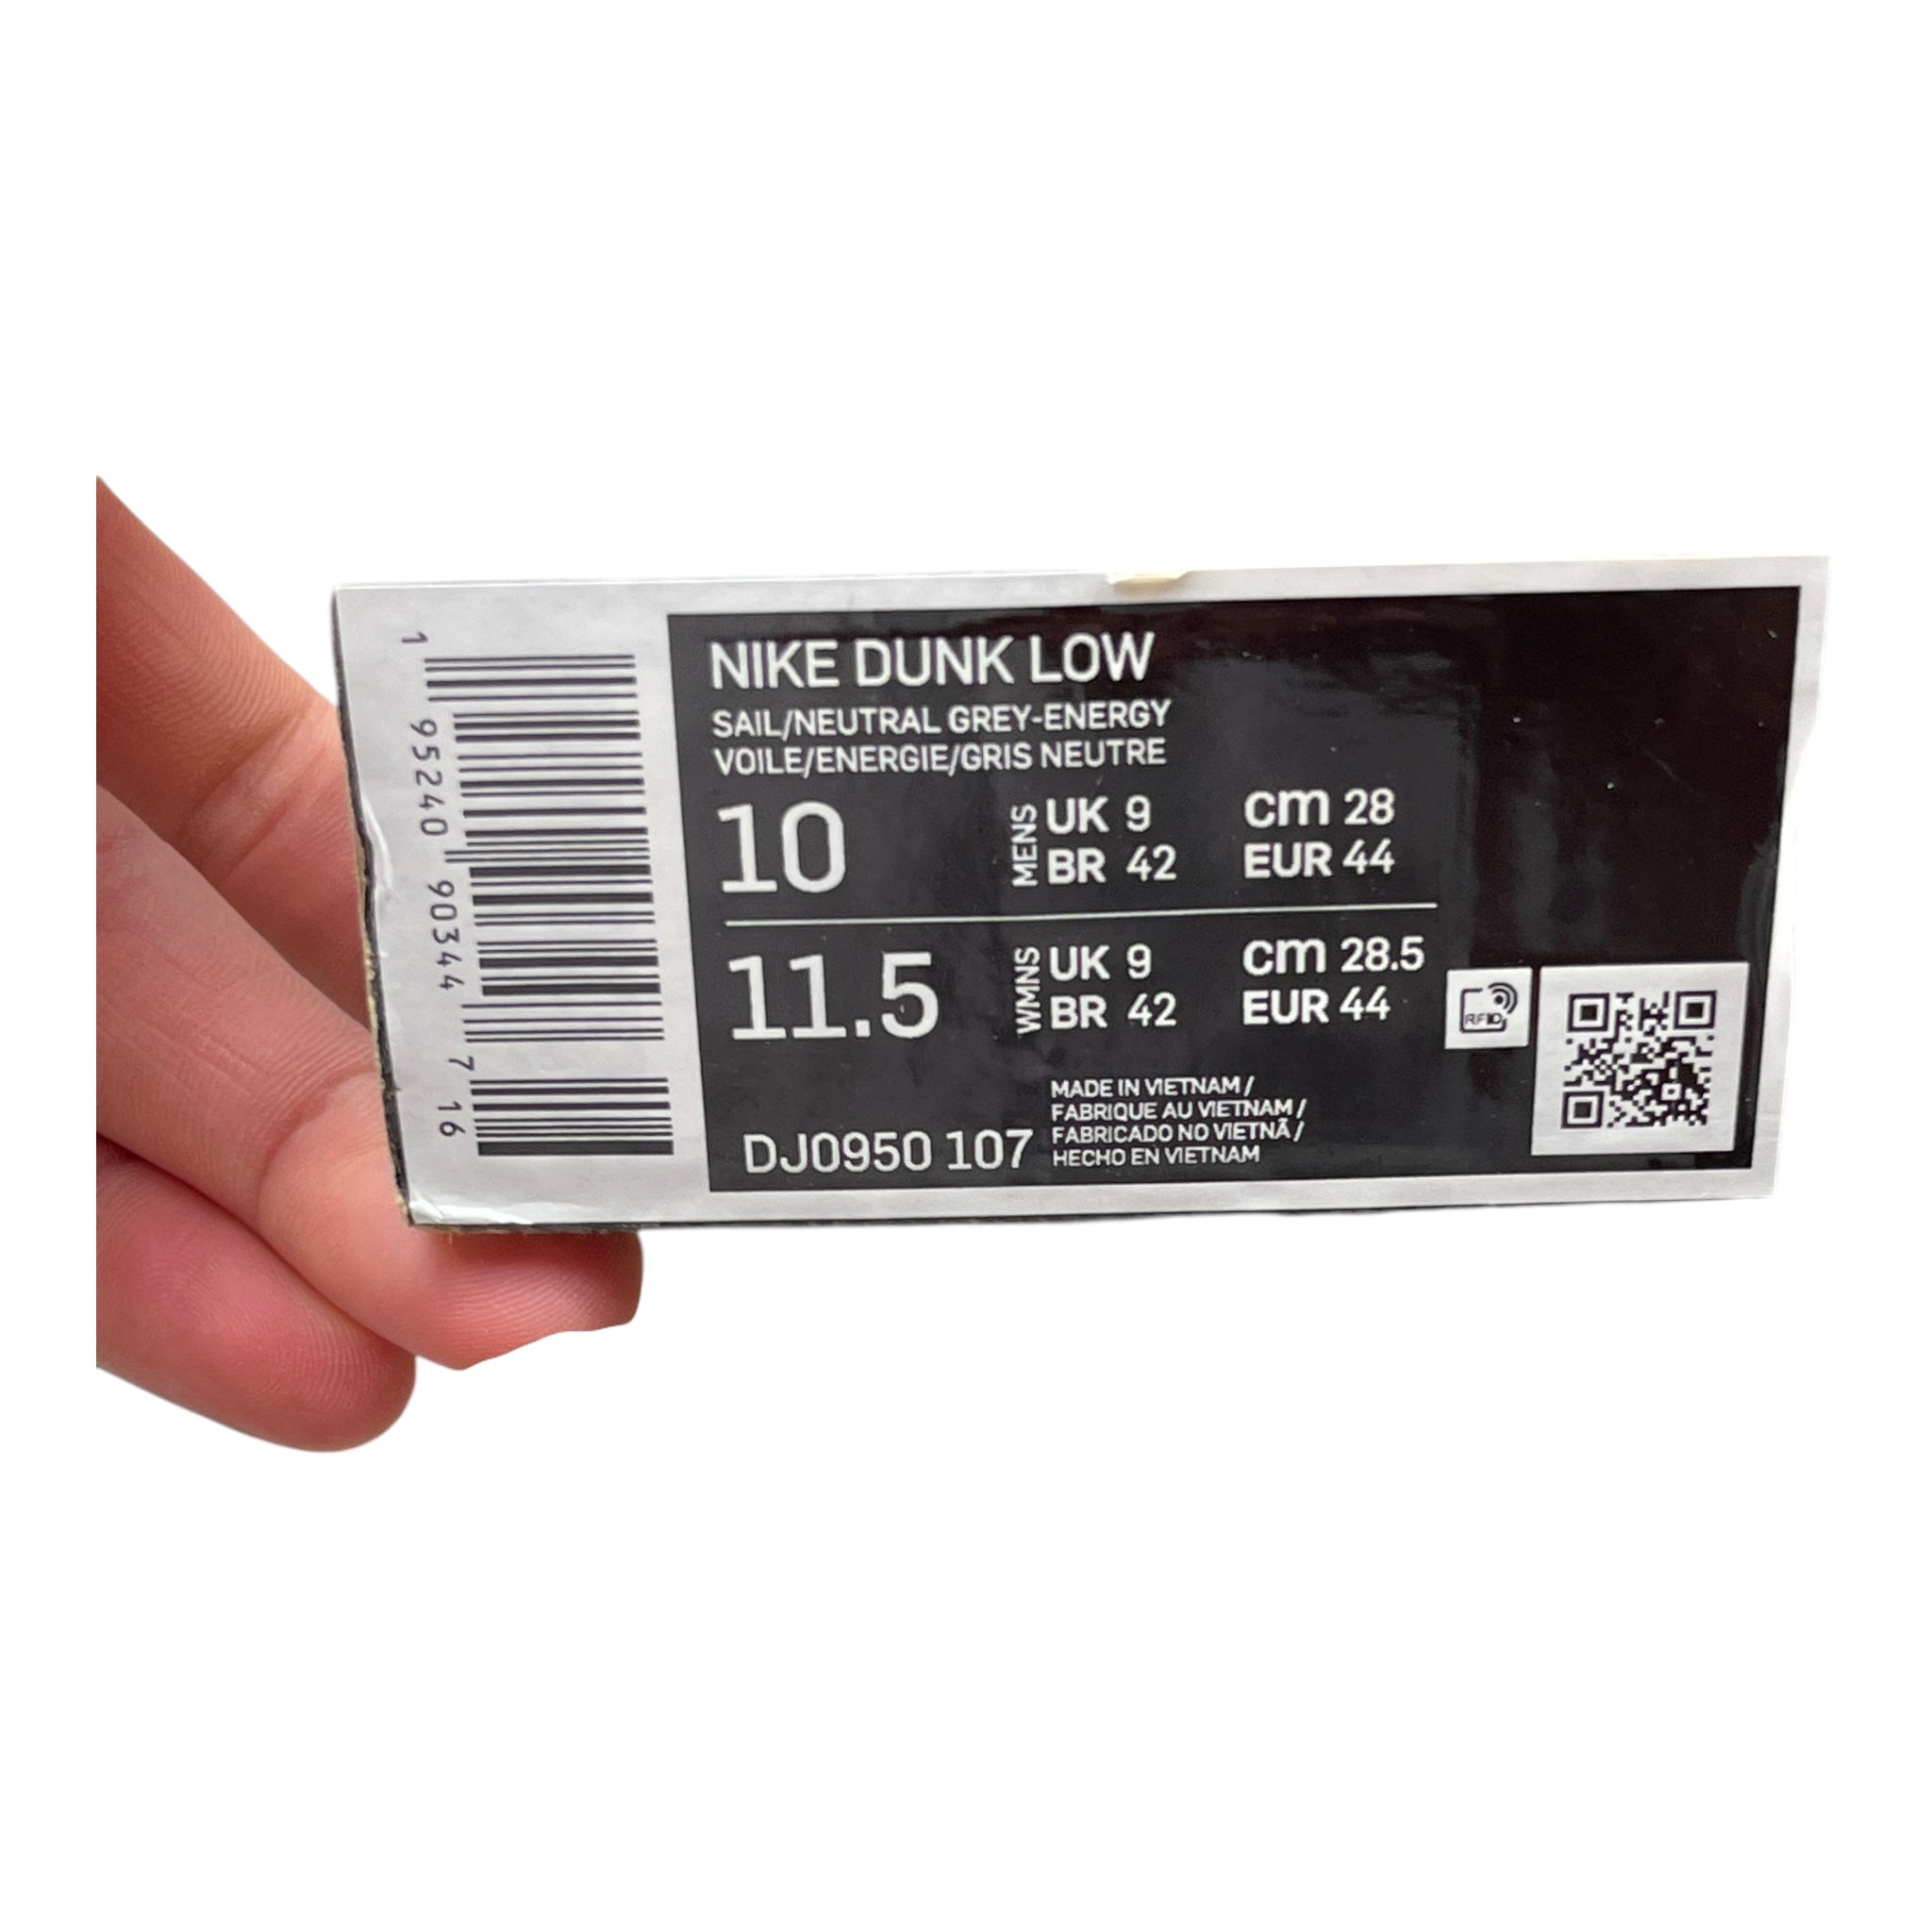 NIKE DUNK LOW
SAIL/NEUTRAL GREY-ENERGY
VOILE/ENERGIE/GRIS NEUTRE
10
MENS
UK 9 cm 28
BR 42 EUR 44
11.5
WMNS
UK 9 cm 28.5
BR 42 EUR 44
RFID
DJ0950 107
MADE IN VIETNAM /
FABRIQUE AU VIETNAM /
FABRICADO NO VIETNÃ /
HECHO EN VIETNAM
1 95240 90344 7 16